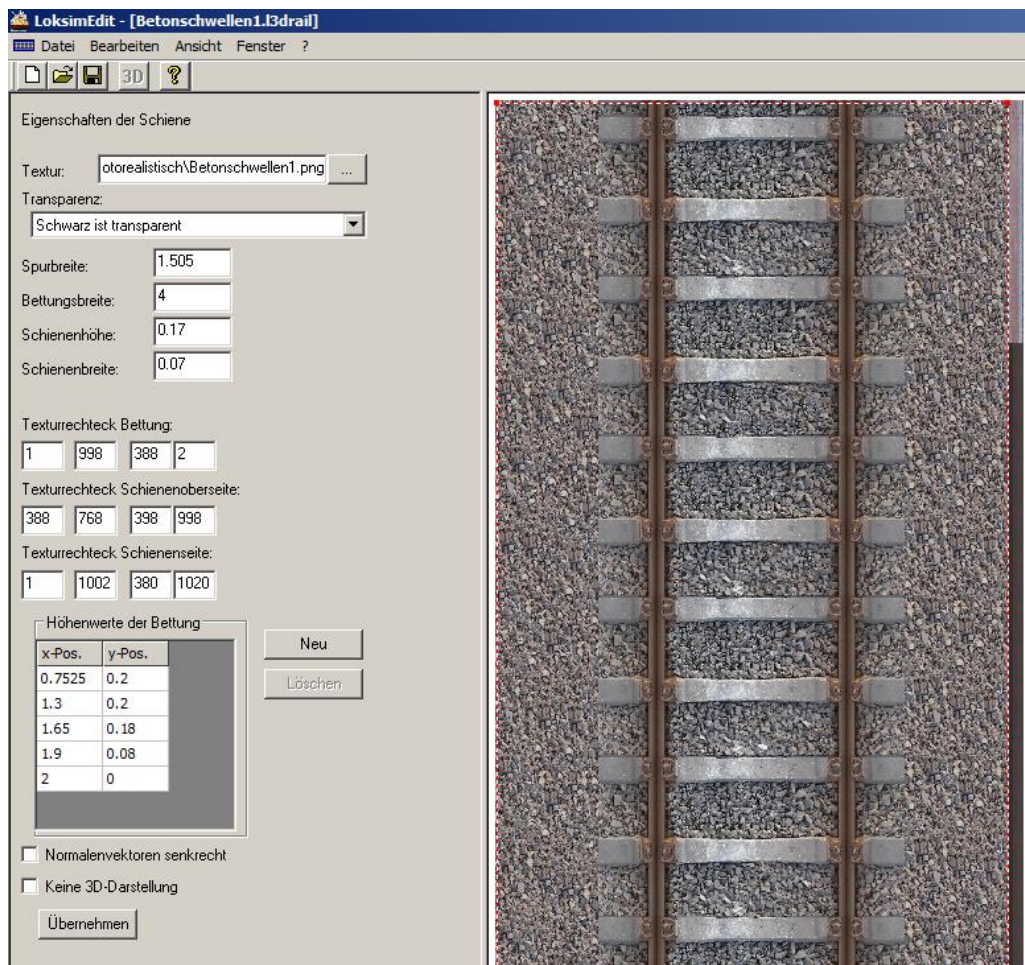 LoksimEdit - [Betonschwellen1.l3drail]
Datei Bearbeiten Ansicht Fenster ?
3D ?
Eigenschaften der Schiene
Textur: otorealistisch\Betonschwellen1.png ...
Transparenz:
Schwarz ist transparent
Spurbreite: 1.505
Bettungsbreite: 4
Schienenhöhe: 0.17
Schienenbreite: 0.07
Texturrechteck Bettung:
1 998 388 2
Texturrechteck Schienenoberseite:
388 768 398 998
Texturrechteck Schienenseite:
1 1002 380 1020
Höhenwerte der Bettung
x-Pos. y-Pos.
0.7525 0.2
1.3 0.2
1.65 0.18
1.9 0.08
2 0
Neu
Löschen
Normalenvektoren senkrecht
Keine 3D-Darstellung
Übernehmen